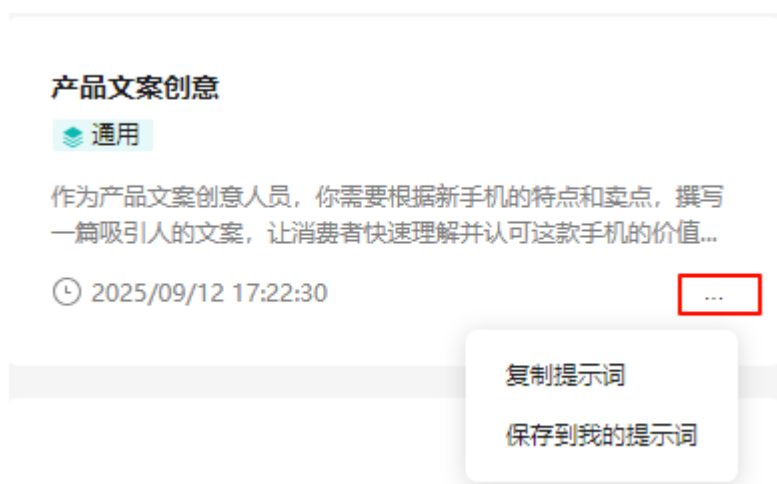 产品文案创意
通用
作为产品文案创意人员，你需要根据新手机的特点和卖点，撰写
一篇吸引人的文案，让消费者快速理解并认可这款手机的价值...
2025/09/12 17:22:30
...
复制提示词
保存到我的提示词